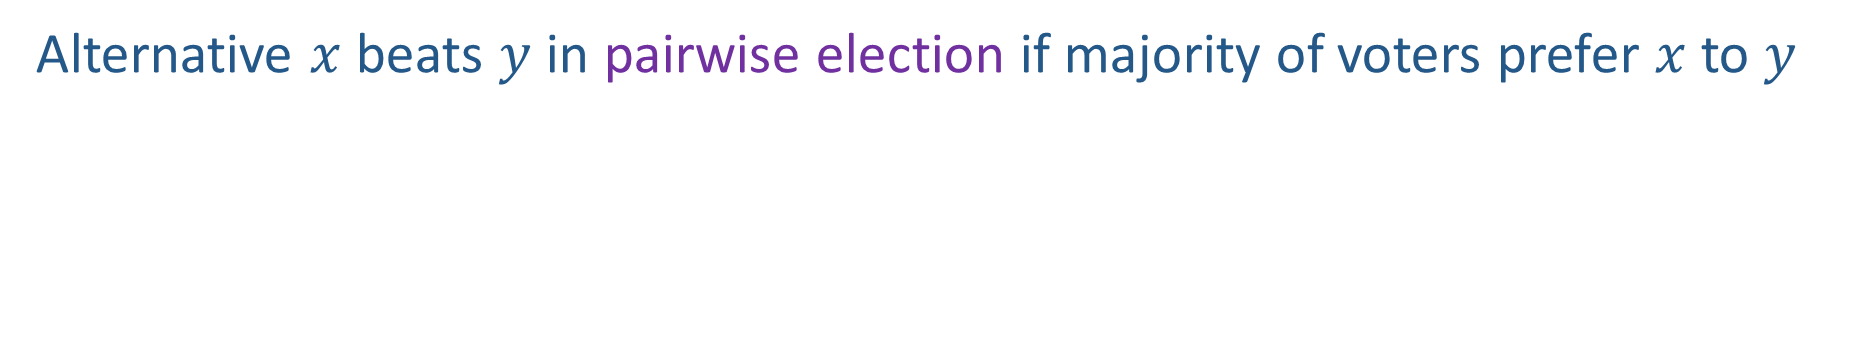 Alternative x beats y in pairwise election if majority of voters prefer x to y